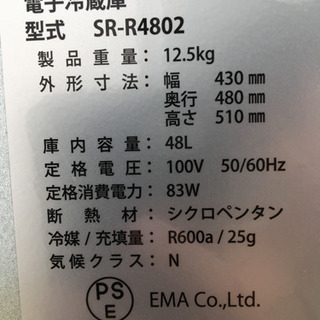 電子冷蔵庫
型式 SR-R4802
製品重量: 12.5kg
外形寸法: 幅 430㎜
奥行 480㎜
高さ 510㎜
庫内容量: 48L
定格電圧: 100V 50/60Hz
定格消費電力: 83W
断熱材: シクロペンタン
冷媒/充填量: R600a / 25g
気候クラス: N
PS
E EMA Co.,Ltd.